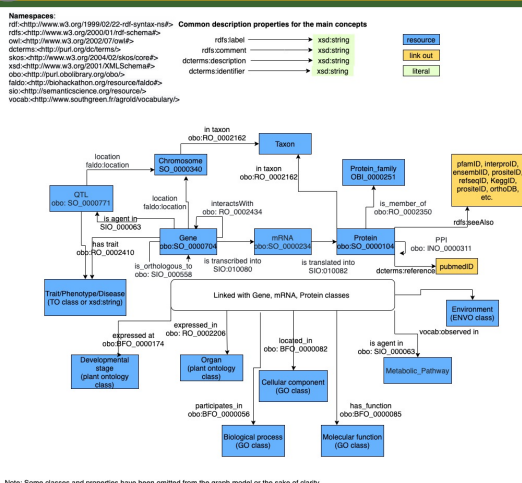 Namespaces:
rdf:<http://www.w3.org/1999/02/22-rdf-syntax-ns#>
rdfs:<http://www.w3.org/2000/01/rdf-schema#>
owl:<http://www.w3.org/2002/07/owl#>
dcterms:<http://purl.org/dc/terms/>
skos:<http://www.w3.org/2004/02/skos/core#>
xsd:<http://www.w3.org/2001/XMLSchema#>
obo:<http://purl.obolibrary.org/obo/>
faldo:<http://biohackathon.org/resource/faldo#>
sio:<http://semanticscience.org/resource/>
vocab:<http://www.southgreen.fr/agrold/vocabulary/>
Common description properties for the main concepts
rdfs:label xsd:string
rdfs:comment xsd:string
dcterms:description xsd:string
dcterms:identifier xsd:string
resource
link out
literal
in taxon
obo:RO_0002162
Taxon
location
faldo:location
Chromosome
SO_0000340
in taxon
obo:RO_0002162
Protein_family
OBI_0000251
pfamID, interproID,
ensemblID, prositeID,
refseqID, KeggID,
prositeID, orthoDB,
etc.
QTL
obo: SO_0000771
location
faldo:location
interactsWith
obo: RO_0002434
is_member_of
obo:RO_0002350
is agent in
SIO_000063
rdfs:seeAlso
Gene
obo:SO_0000704
mRNA
obo:SO_0000234
Protein
obo:SO_0000104
PPI
obo: INO_0000311
has trait
obo:RO_0002410
is_orthologous_to
obo: SIO_000558
is transcribed into
SIO:010080
is translated into
SIO:010082
dcterms:reference
pubmedID
Trait/Phenotype/Disease
(TO class or xsd:string)
Linked with Gene, mRNA, Protein classes
Environment
(ENVO class)
vocab:observed in
expressed at
obo:BFO_0000174
expressed_in
obo: RO_0002206
located_in
obo: BFO_0000082
is agent in
obo: SIO_000063
Developmental
stage
(plant ontology
class)
Organ
(plant ontology
class)
Cellular component
(GO class)
Metabolic_Pathway
participates_in
obo:BFO_0000056
has_function
obo:BFO_0000085
Biological process
(GO class)
Molecular function
(GO class)
Note: Some classes and properties have been omitted from the graph model or the sake of clarity